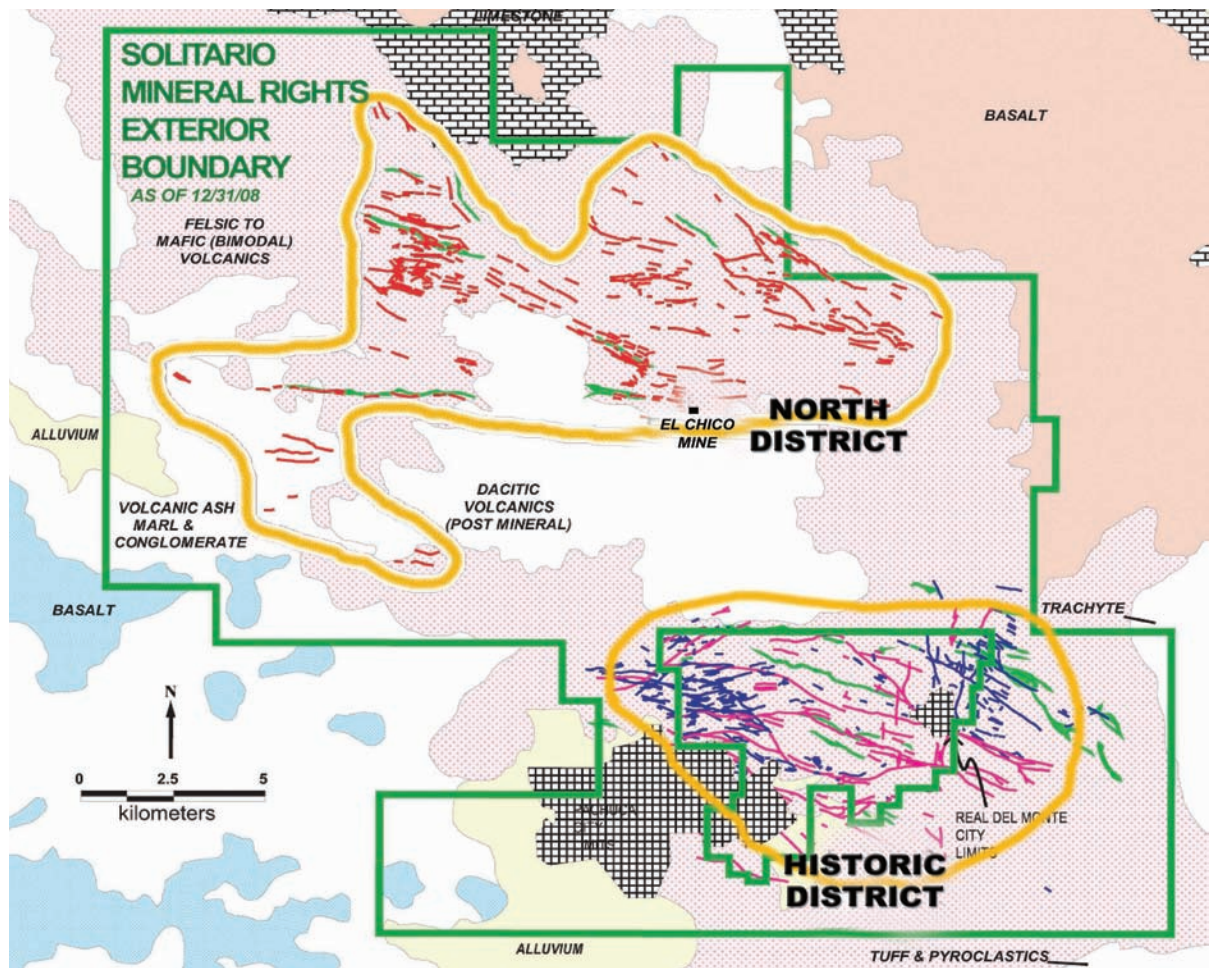 LIMESTONE
SOLITARIO
MINERAL RIGHTS
EXTERIOR
BOUNDARY
AS OF 12/31/08
BASALT
FELSIC TO
MAFIC (BIMODAL)
VOLCANICS
EL CHICO
MINE
NORTH
DISTRICT
ALLUVIUM
VOLCANIC ASH
MARL &
CONGLOMERATE
DACITIC
VOLCANICS
(POST MINERAL)
BASALT
TRACHYTE
N
0 2.5 5
kilometers
REAL DEL MONTE
CITY
LIMITS
HISTORIC
DISTRICT
ALLUVIUM
TUFF & PYROCLASTICS